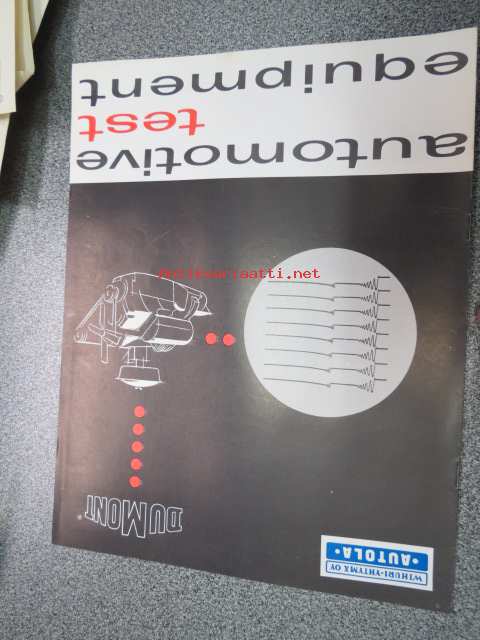 automotive
test
equipment
Antikvariaatti.net
DUMONT®
WIHURI-YHTYMÄ OY
• AUTOLA •